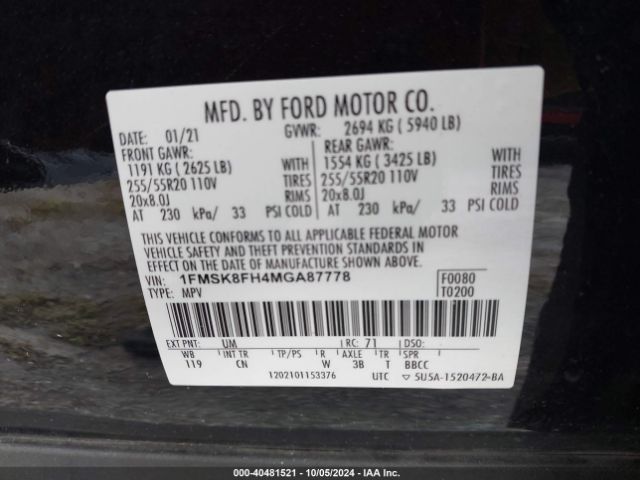 MFD. BY FORD MOTOR CO.
DATE: 01/21 GVWR: 2694 KG ( 5940 LB)
FRONT GAWR: REAR GAWR:
1191 KG ( 2625 LB) WITH 1554 KG ( 3425 LB) WITH
255/55R20 110V TIRES 255/55R20 110V TIRES
20x8.0J RIMS 20x8.0J RIMS
AT 230 kPa/ 33 PSI COLD AT 230 kPa/ 33 PSI COLD
THIS VEHICLE CONFORMS TO ALL APPLICABLE FEDERAL MOTOR
VEHICLE SAFETY AND THEFT PREVENTION STANDARDS IN
EFFECT ON THE DATE OF MANUFACTURE SHOWN ABOVE.
VIN: 1FMSK8FH4MGA87778 F0080
TYPE: MPV T0200
EXT PNT: UM RC: 71 DSO:
WB INT TR TP/PS R AXLE TR SPR
119 CN W 3B T BBCC
1202101153376 UTC ▽ 5U5A-1520472-BA
000-40481521 - 10/05/2024 - IAA Inc.